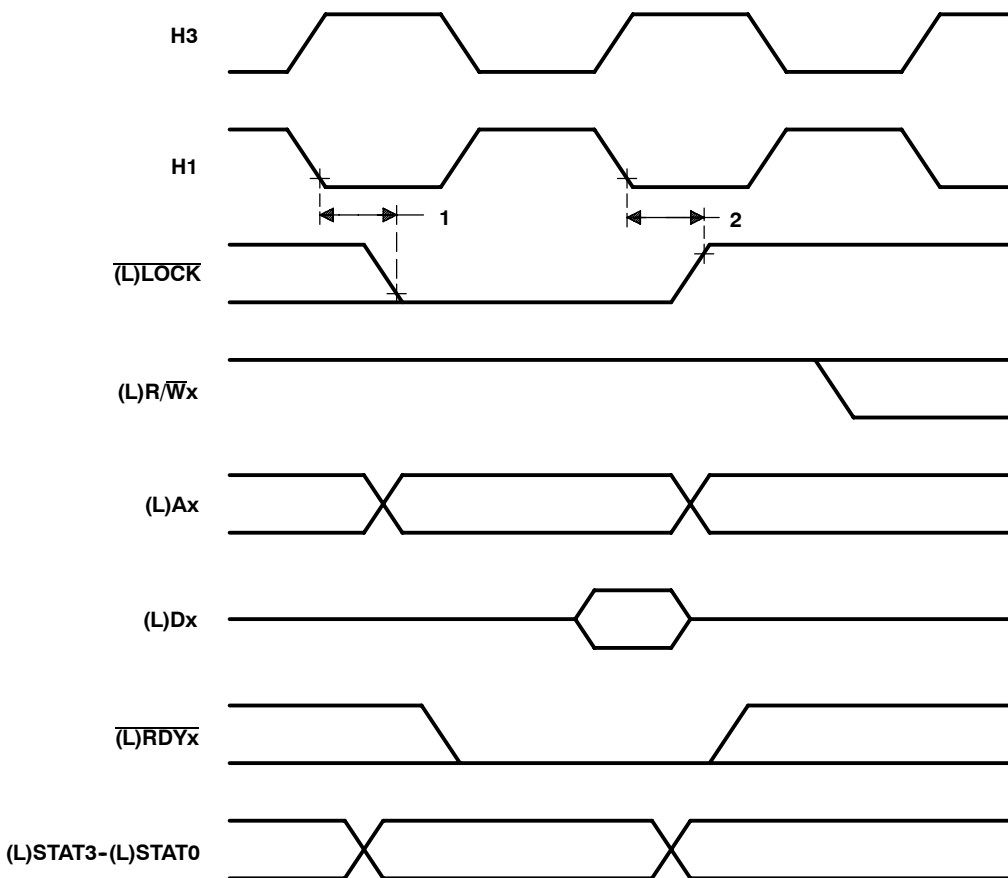 H3
H1
1
2
(L)LOCK
(L)R/Wx
(L)Ax
(L)Dx
(L)RDYx
(L)STAT3-(L)STAT0